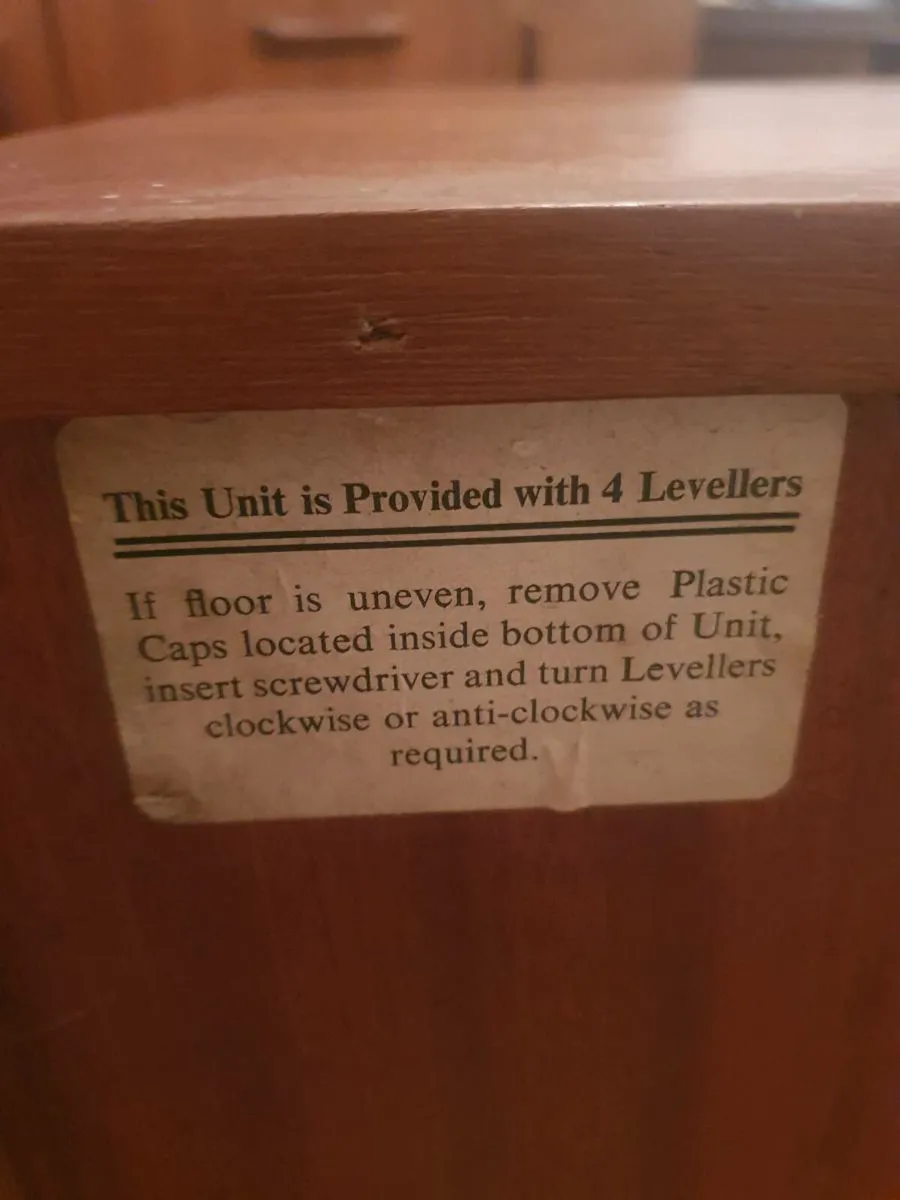 This Unit is Provided with 4 Levellers
If floor is uneven, remove Plastic
Caps located inside bottom of Unit,
insert screwdriver and turn Levellers
clockwise or anti-clockwise as
required.